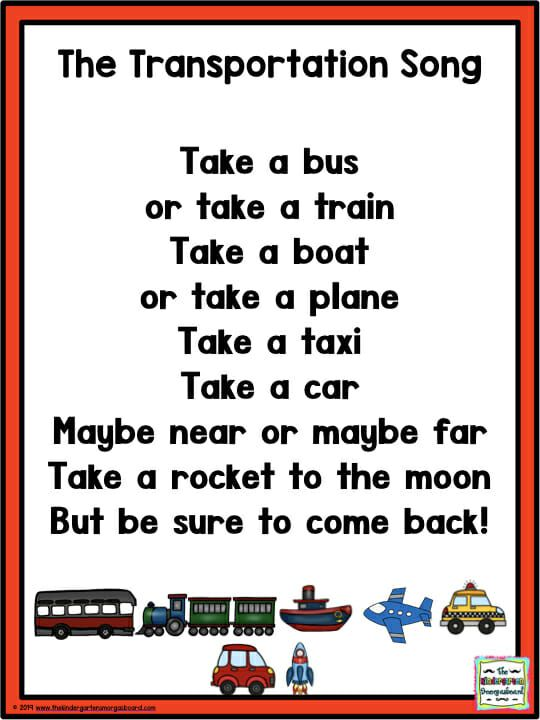 The Transportation Song
Take a bus
or take a train
Take a boat
or take a plane
Take a taxi
Take a car
Maybe near or maybe far
Take a rocket to the moon
But be sure to come back!
The
Kindergarten
Smorgasboard
© 2019 www.thekindergartensmorgasboard.com